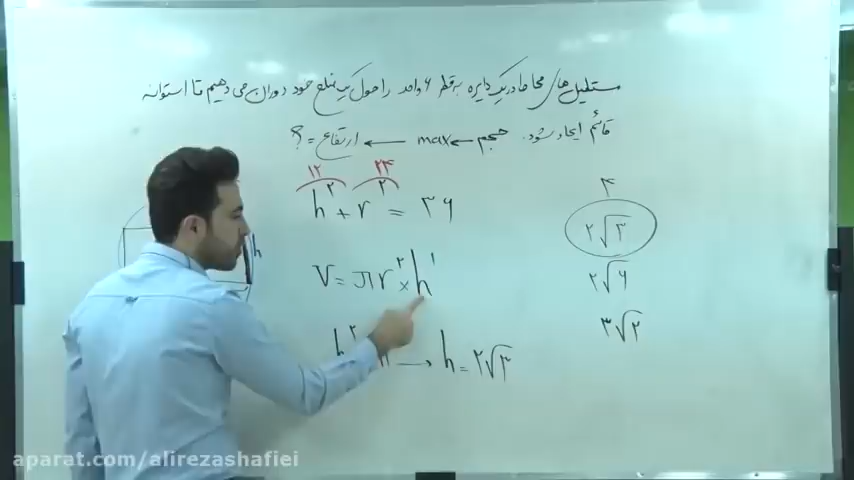 مستطیل های محاط در یک دایره به قطر ۶ واحد را حول یک ضلع خود دوران می دهیم تا استوانه
قائم ایجاد شود. حجم ← max ← ارتفاع = ؟
۱۲ ۲۴
h² + r² = ۳۶
V = πr² × h¹
h² → h = ۲√۳
h
۴
۲√۳
۲√۶
۳√۲
aparat.com/alirezashafiei